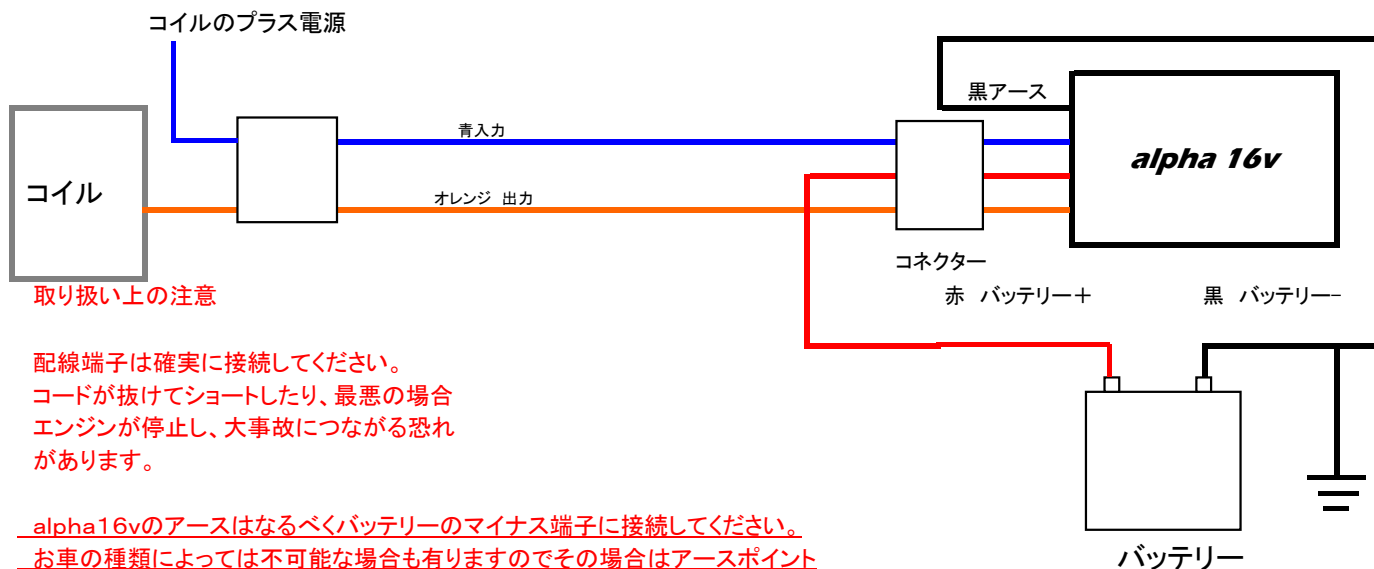 コイルのプラス電源
黒アース
青入力
alpha 16v
コイル
オレンジ 出力
コネクター
取り扱い上の注意
赤 バッテリー＋
黒 バッテリー−
配線端子は確実に接続してください。
コードが抜けてショートしたり、最悪の場合
エンジンが停止し、大事故につながる恐れ
があります。
alpha16vのアースはなるべくバッテリーのマイナス端子に接続してください。
お車の種類によっては不可能な場合も有りますのでその場合はアースポイント
バッテリー